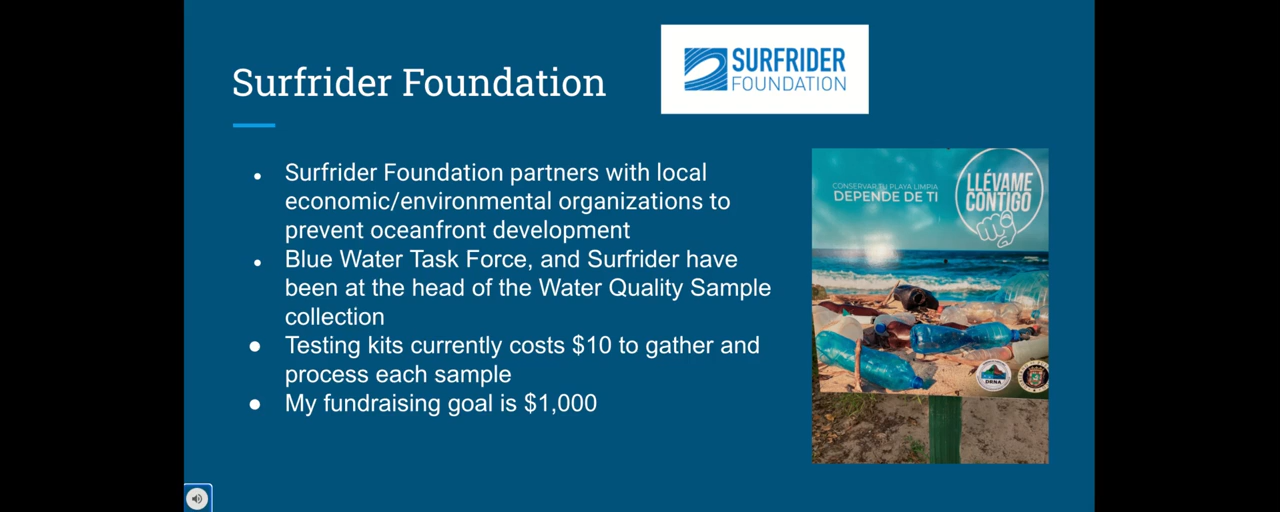 Surfrider Foundation
SURFRIDER
FOUNDATION
Surfrider Foundation partners with local
economic/environmental organizations to
prevent oceanfront development
Blue Water Task Force, and Surfrider have
been at the head of the Water Quality Sample
collection
Testing kits currently costs $10 to gather and
process each sample
My fundraising goal is $1,000
CONSERVAR TU PLAYA LIMPIA
DEPENDE DE TI
LLÉVAME
CONTIGO
DRNA